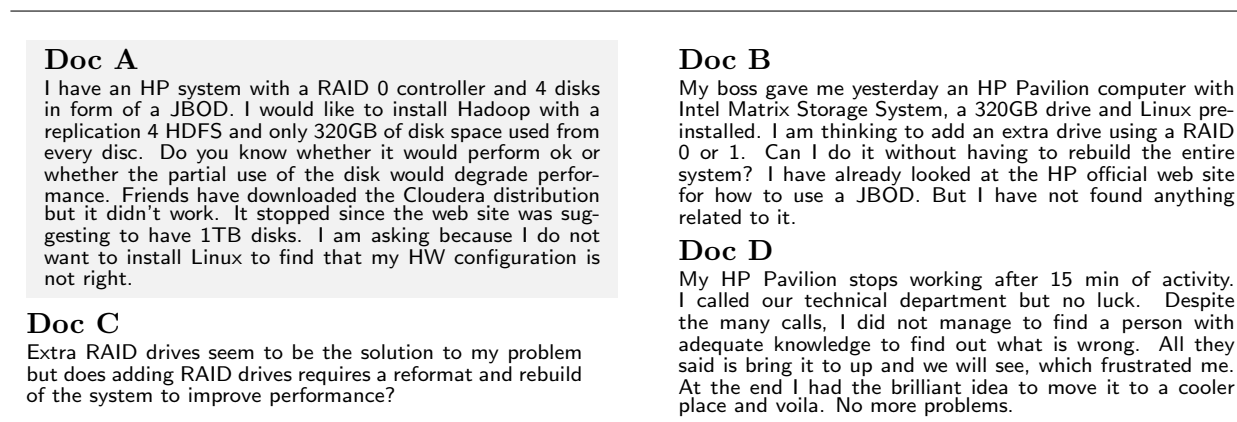 Doc A
I have an HP system with a RAID 0 controller and 4 disks
in form of a JBOD. I would like to install Hadoop with a
replication 4 HDFS and only 320GB of disk space used from
every disc. Do you know whether it would perform ok or
whether the partial use of the disk would degrade perfor-
mance. Friends have downloaded the Cloudera distribution
but it didn't work. It stopped since the web site was sug-
gesting to have 1TB disks. I am asking because I do not
want to install Linux to find that my HW configuration is
not right.
Doc C
Extra RAID drives seem to be the solution to my problem
but does adding RAID drives requires a reformat and rebuild
of the system to improve performance?
Doc B
My boss gave me yesterday an HP Pavilion computer with
Intel Matrix Storage System, a 320GB drive and Linux pre-
installed. I am thinking to add an extra drive using a RAID
0 or 1. Can I do it without having to rebuild the entire
system? I have already looked at the HP official web site
for how to use a JBOD. But I have not found anything
related to it.
Doc D
My HP Pavilion stops working after 15 min of activity.
I called our technical department but no luck. Despite
the many calls, I did not manage to find a person with
adequate knowledge to find out what is wrong. All they
said is bring it to up and we will see, which frustrated me.
At the end I had the brilliant idea to move it to a cooler
place and voila. No more problems.